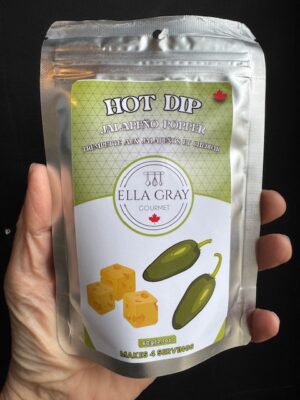 HOT DIP
JALAPEÑO POPPER
TREMPETTE AUX JALAPEÑOS ET CHEDDAR
ELLA GRAY
GOURMET
MAKES 4 SERVINGS